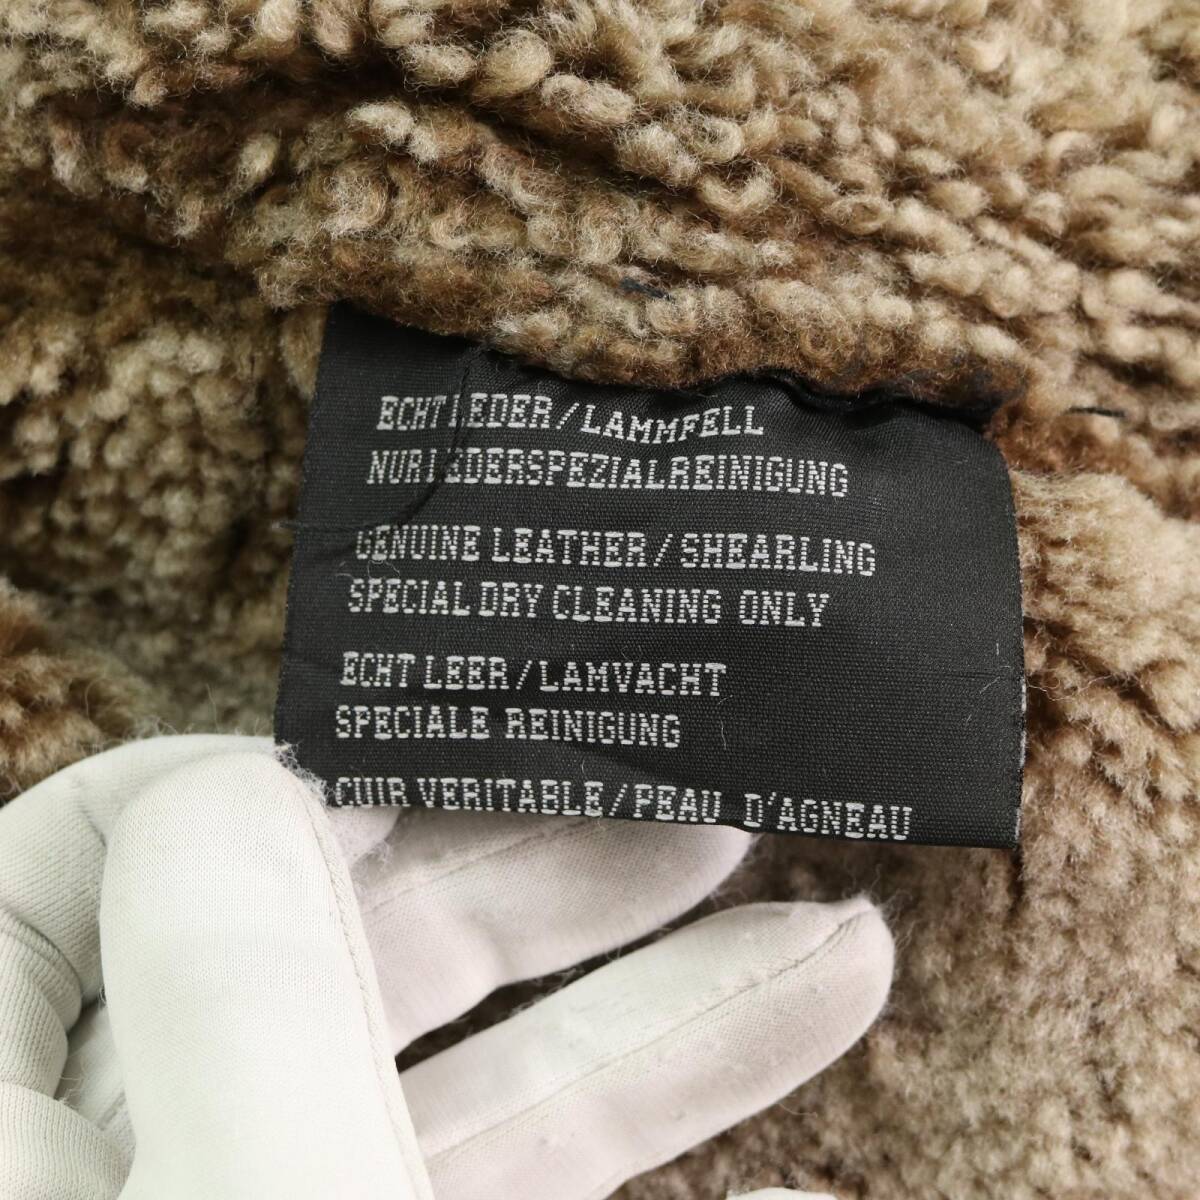 ECHT LEDER/LAMMFELL
NUR LEDERSPEZIALREINIGUNG
GENUINE LEATHER/SHEARLING
SPECIAL DRY CLEANING ONLY
ECHT LEER/LAMVACHT
SPECIALE REINIGUNG
CUIR VERITABLE/PEAU D'AGNEAU